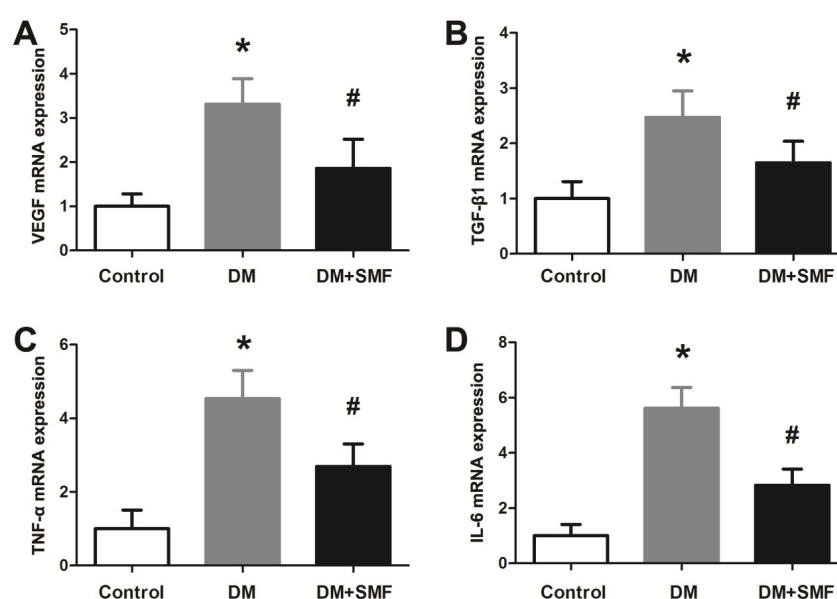 A
VEGF mRNA expression
5
4
3
2
1
0
*
#
Control DM DM+SMF
B
TGF-β1 mRNA expression
4
3
2
1
0
*
#
Control DM DM+SMF
C
TNF-α mRNA expression
6
4
2
0
*
#
Control DM DM+SMF
D
IL-6 mRNA expression
8
6
4
2
0
*
#
Control DM DM+SMF